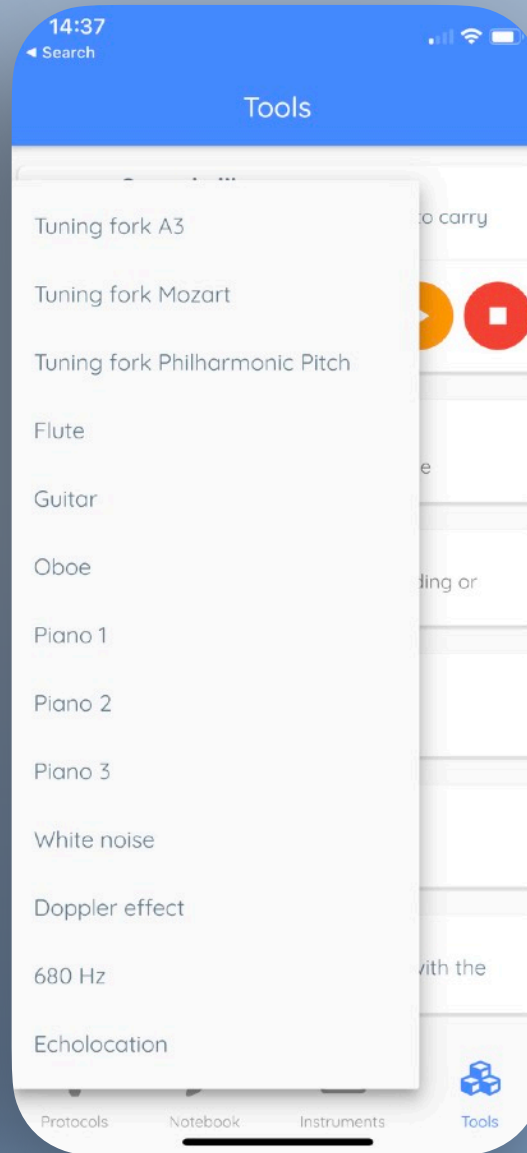 14:37
Search
Tools
to carry
Tuning fork A3
Tuning fork Mozart
Tuning fork Philharmonic Pitch
Flute
e
Guitar
Oboe
ding or
Piano 1
Piano 2
Piano 3
White noise
Doppler effect
680 Hz
with the
Echolocation
Protocols
Notebook
Instruments
Tools